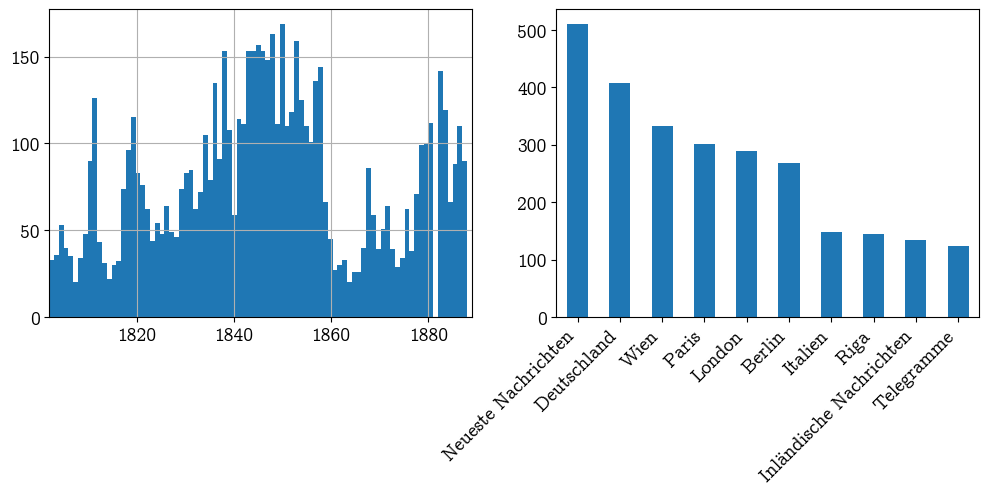 150
100
50
0
1820 1840 1860 1880
500
400
300
200
100
0
Neueste Nachrichten
Deutschland
Wien
Paris
London
Berlin
Italien
Riga
Inländische Nachrichten
Telegramme